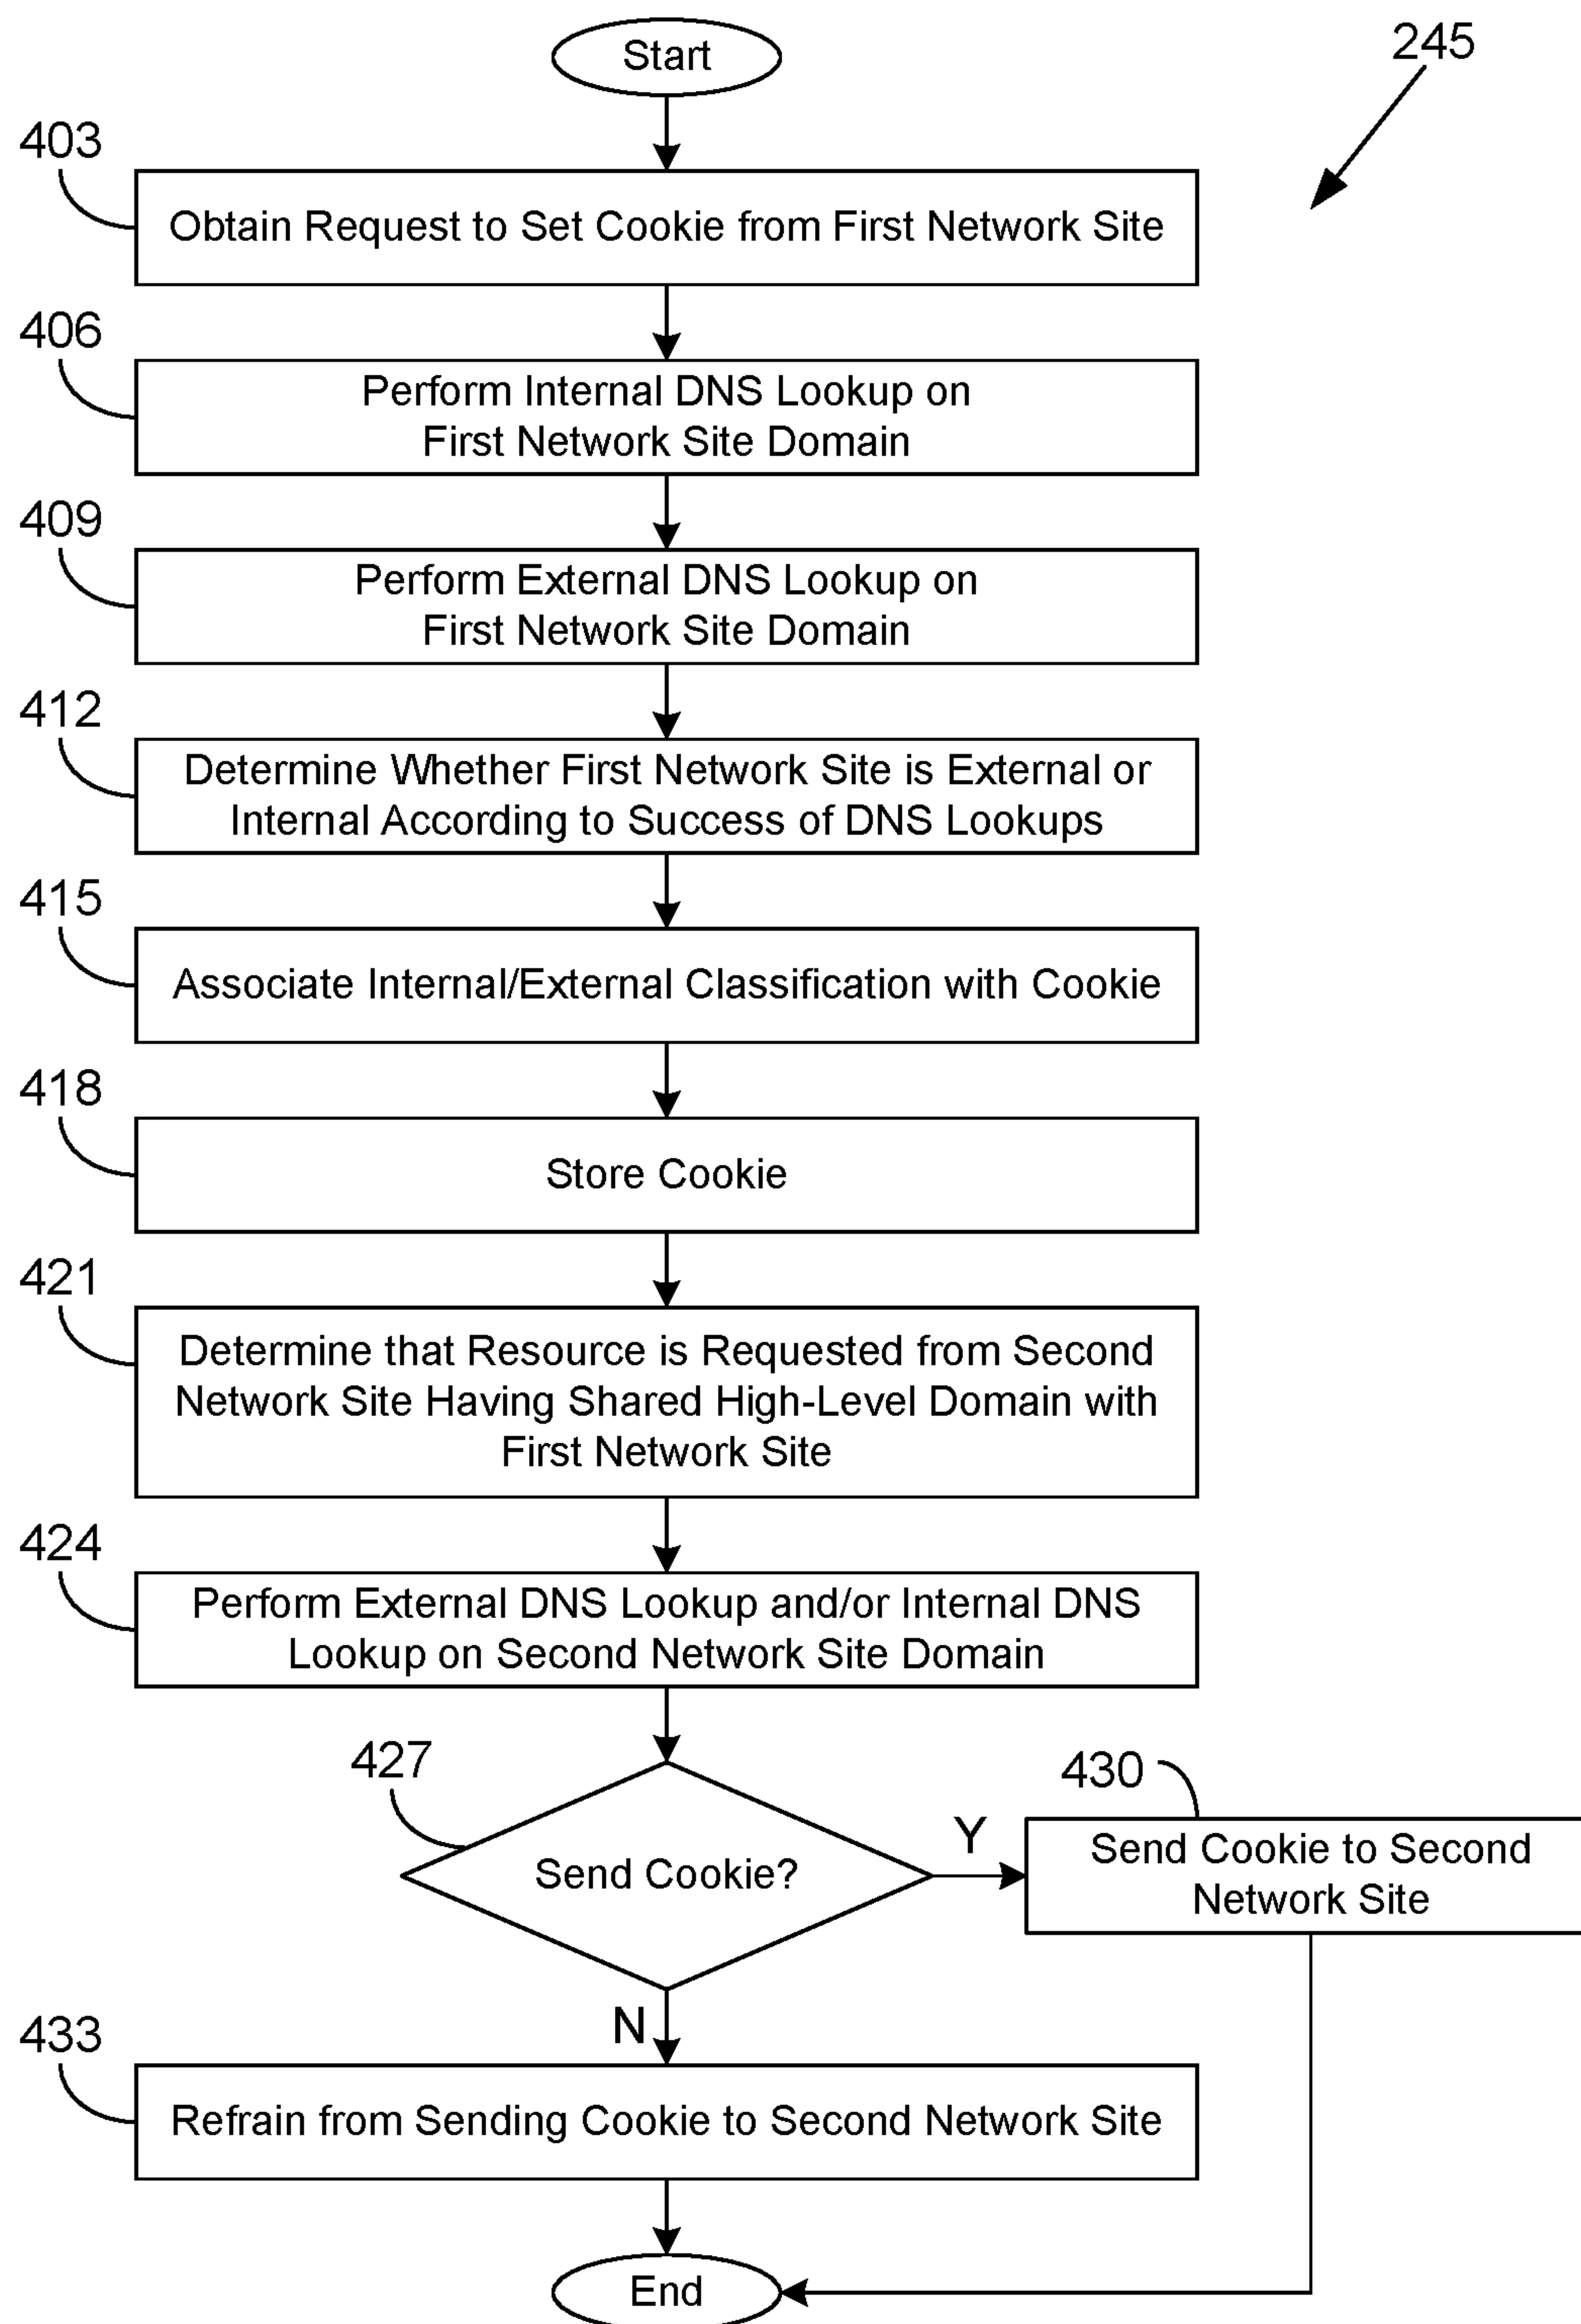 Start
245
403
Obtain Request to Set Cookie from First Network Site
406
Perform Internal DNS Lookup on
First Network Site Domain
409
Perform External DNS Lookup on
First Network Site Domain
412
Determine Whether First Network Site is External or
Internal According to Success of DNS Lookups
415
Associate Internal/External Classification with Cookie
418
Store Cookie
421
Determine that Resource is Requested from Second
Network Site Having Shared High-Level Domain with
First Network Site
424
Perform External DNS Lookup and/or Internal DNS
Lookup on Second Network Site Domain
427
Send Cookie?
Y
430
Send Cookie to Second
Network Site
N
433
Refrain from Sending Cookie to Second Network Site
End